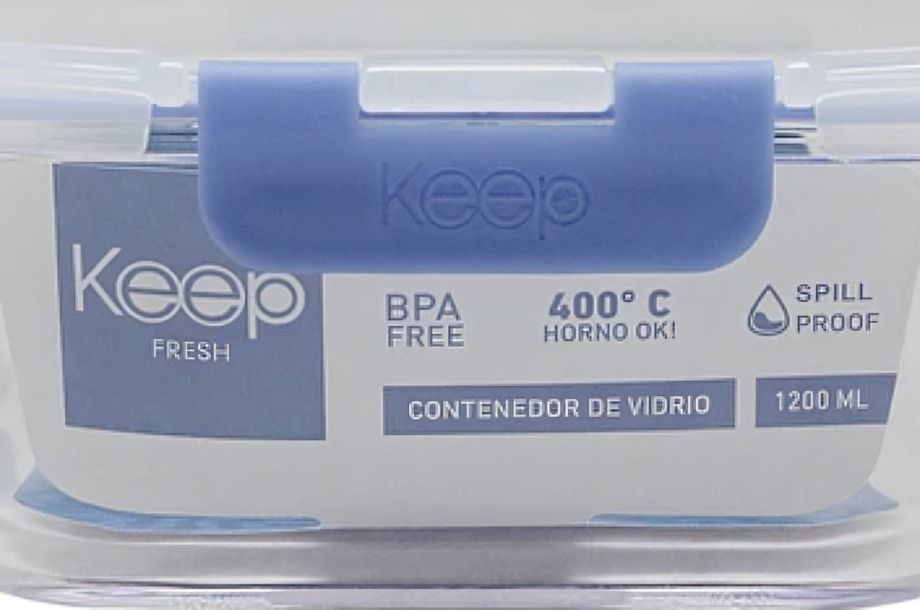 Keep
Keep
FRESH
BPA
FREE
400° C
HORNO OK!
SPILL
PROOF
CONTENEDOR DE VIDRIO
1200 ML